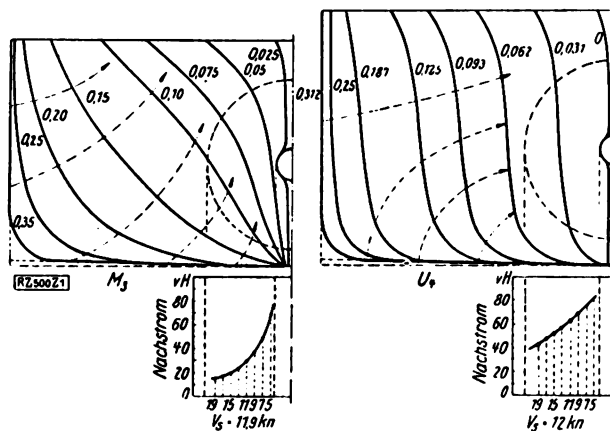 0,025
0,05
0,075
0,10
0,15
0,20
0,25
0,35
M₃
RZ50021
vH
80
60
40
20
0
Nachstrom
19 15 11,9 7,5
Vs = 11,9 kn
0
0,031
0,062
0,093
0,125
0,187
0,25
0,312
U₄
vH
80
60
40
20
0
Nachstrom
19 15 11,9 7,5
Vs = 12 kn